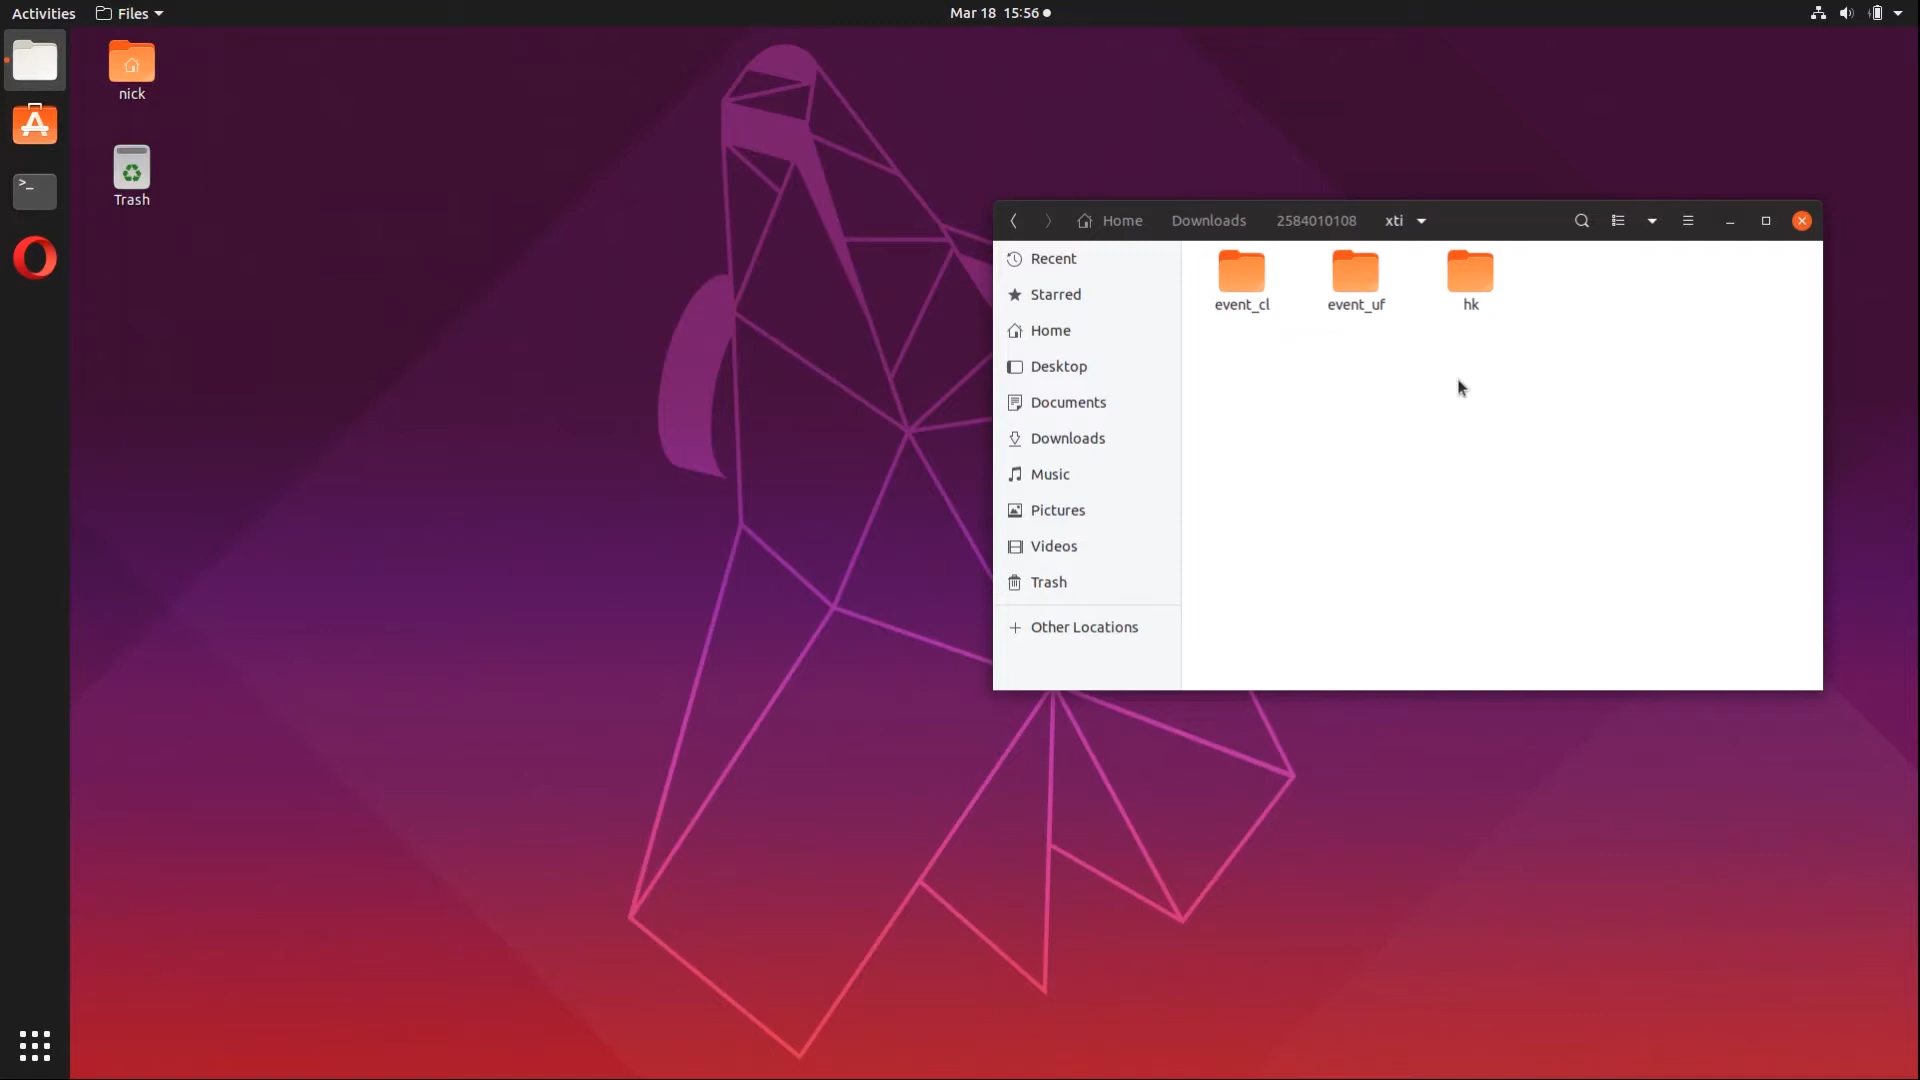 Activities Files Mar 18 15:56
nick
Trash
>_
Home Downloads 2584010108 xti
Recent
Starred
Home
Desktop
Documents
Downloads
Music
Pictures
Videos
Trash
Other Locations
event_cl event_uf hk